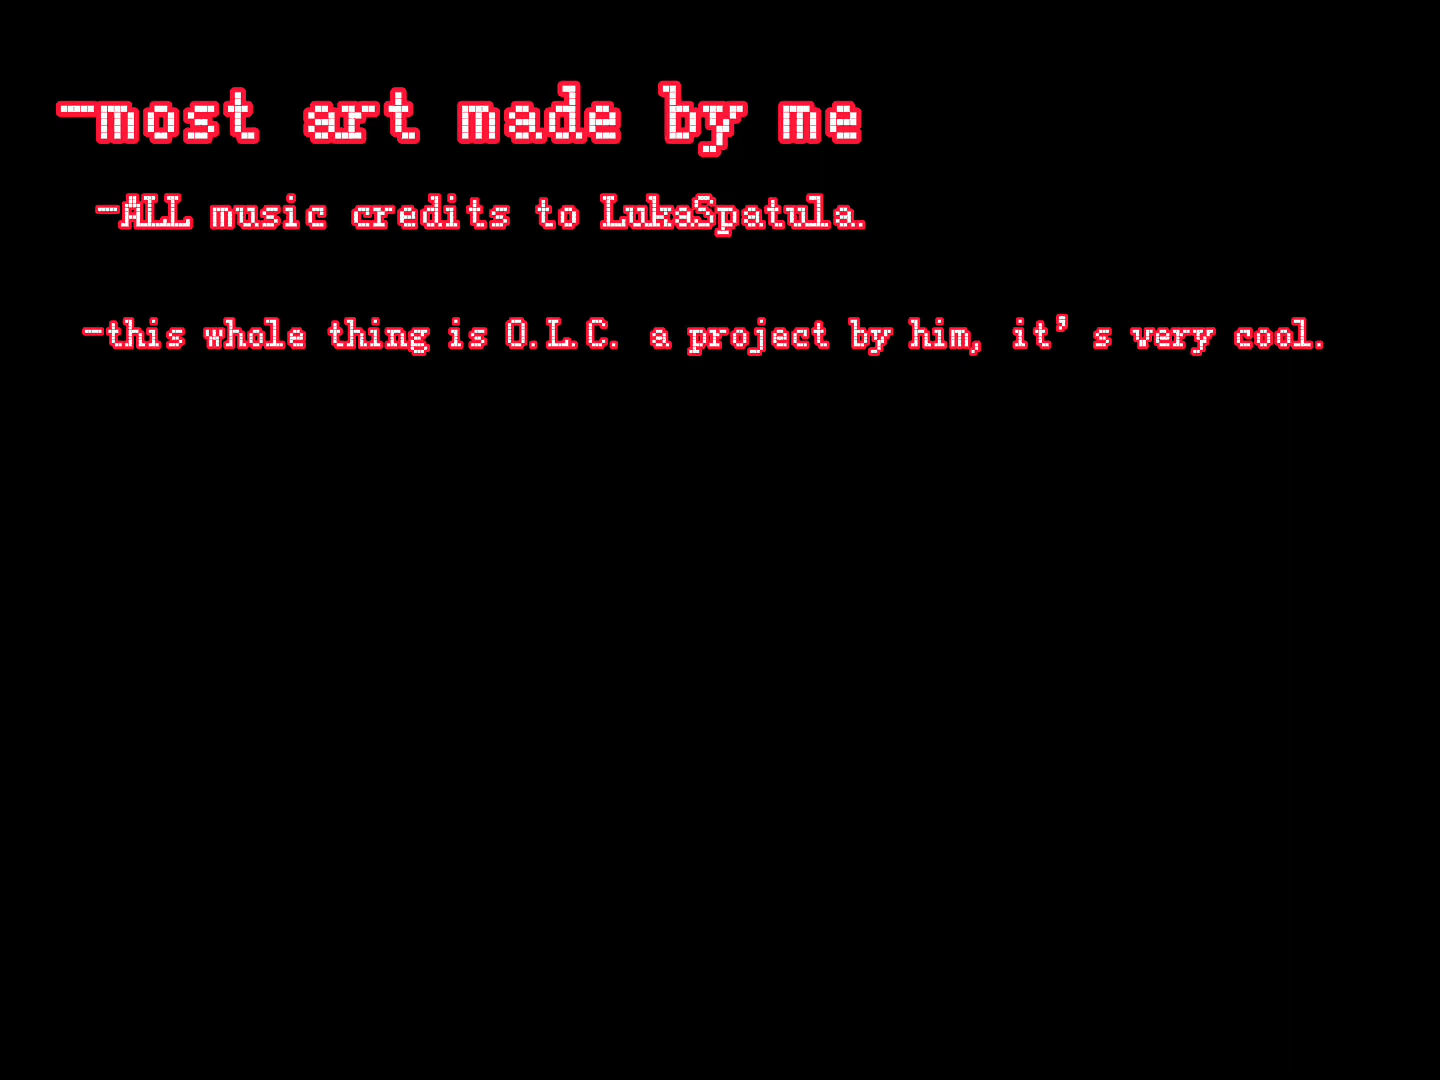 -most art made by me
-ALL music credits to LukaSpatula.
-this whole thing is O.L.C. a project by him, it's very cool.